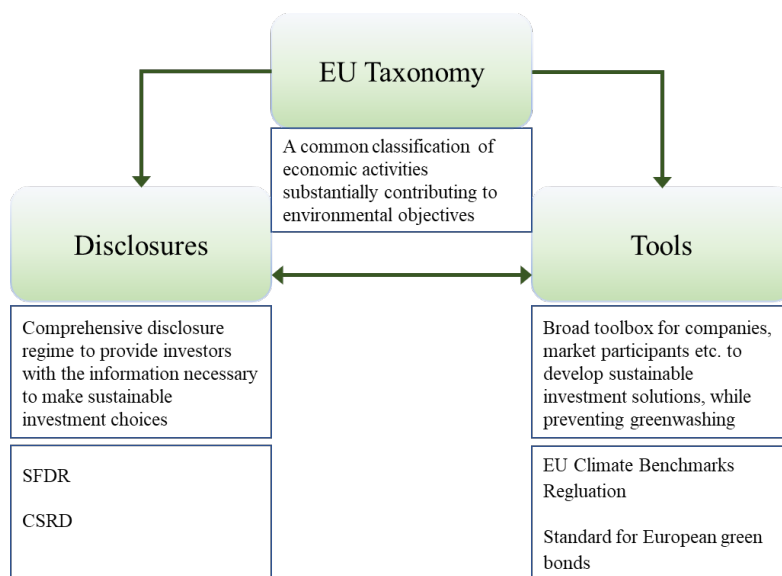 EU Taxonomy
A common classification of
economic activities
substantially contributing to
environmental objectives
Disclosures
Comprehensive disclosure
regime to provide investors
with the information necessary
to make sustainable
investment choices
SFDR
CSRD
Tools
Broad toolbox for companies,
market participants etc. to
develop sustainable
investment solutions, while
preventing greenwashing
EU Climate Benchmarks
Regluation
Standard for European green
bonds